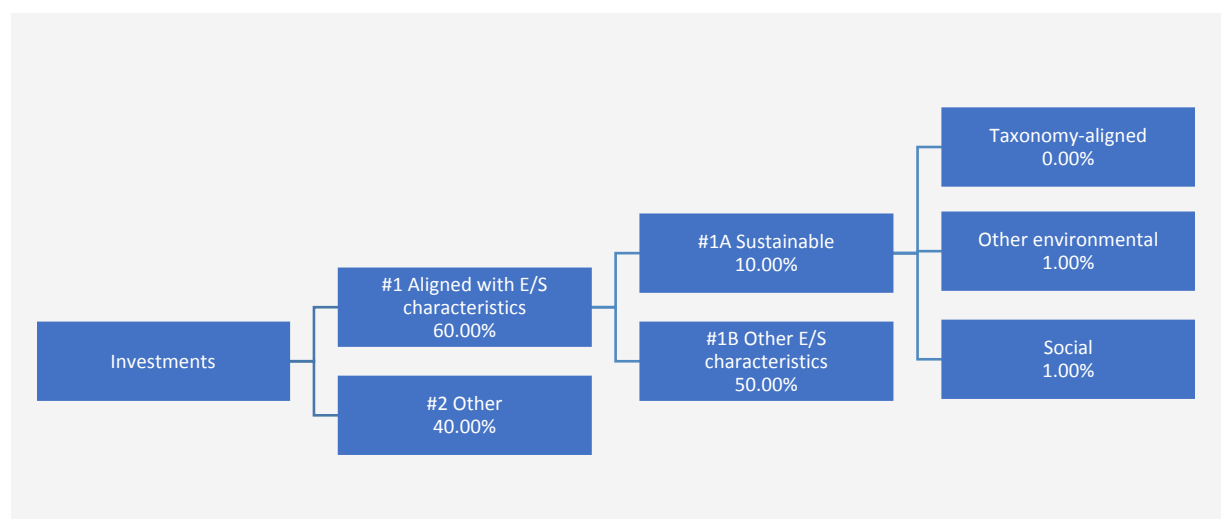 Investments
#1 Aligned with E/S
characteristics
60.00%
#2 Other
40.00%
#1A Sustainable
10.00%
#1B Other E/S
characteristics
50.00%
Taxonomy-aligned
0.00%
Other environmental
1.00%
Social
1.00%